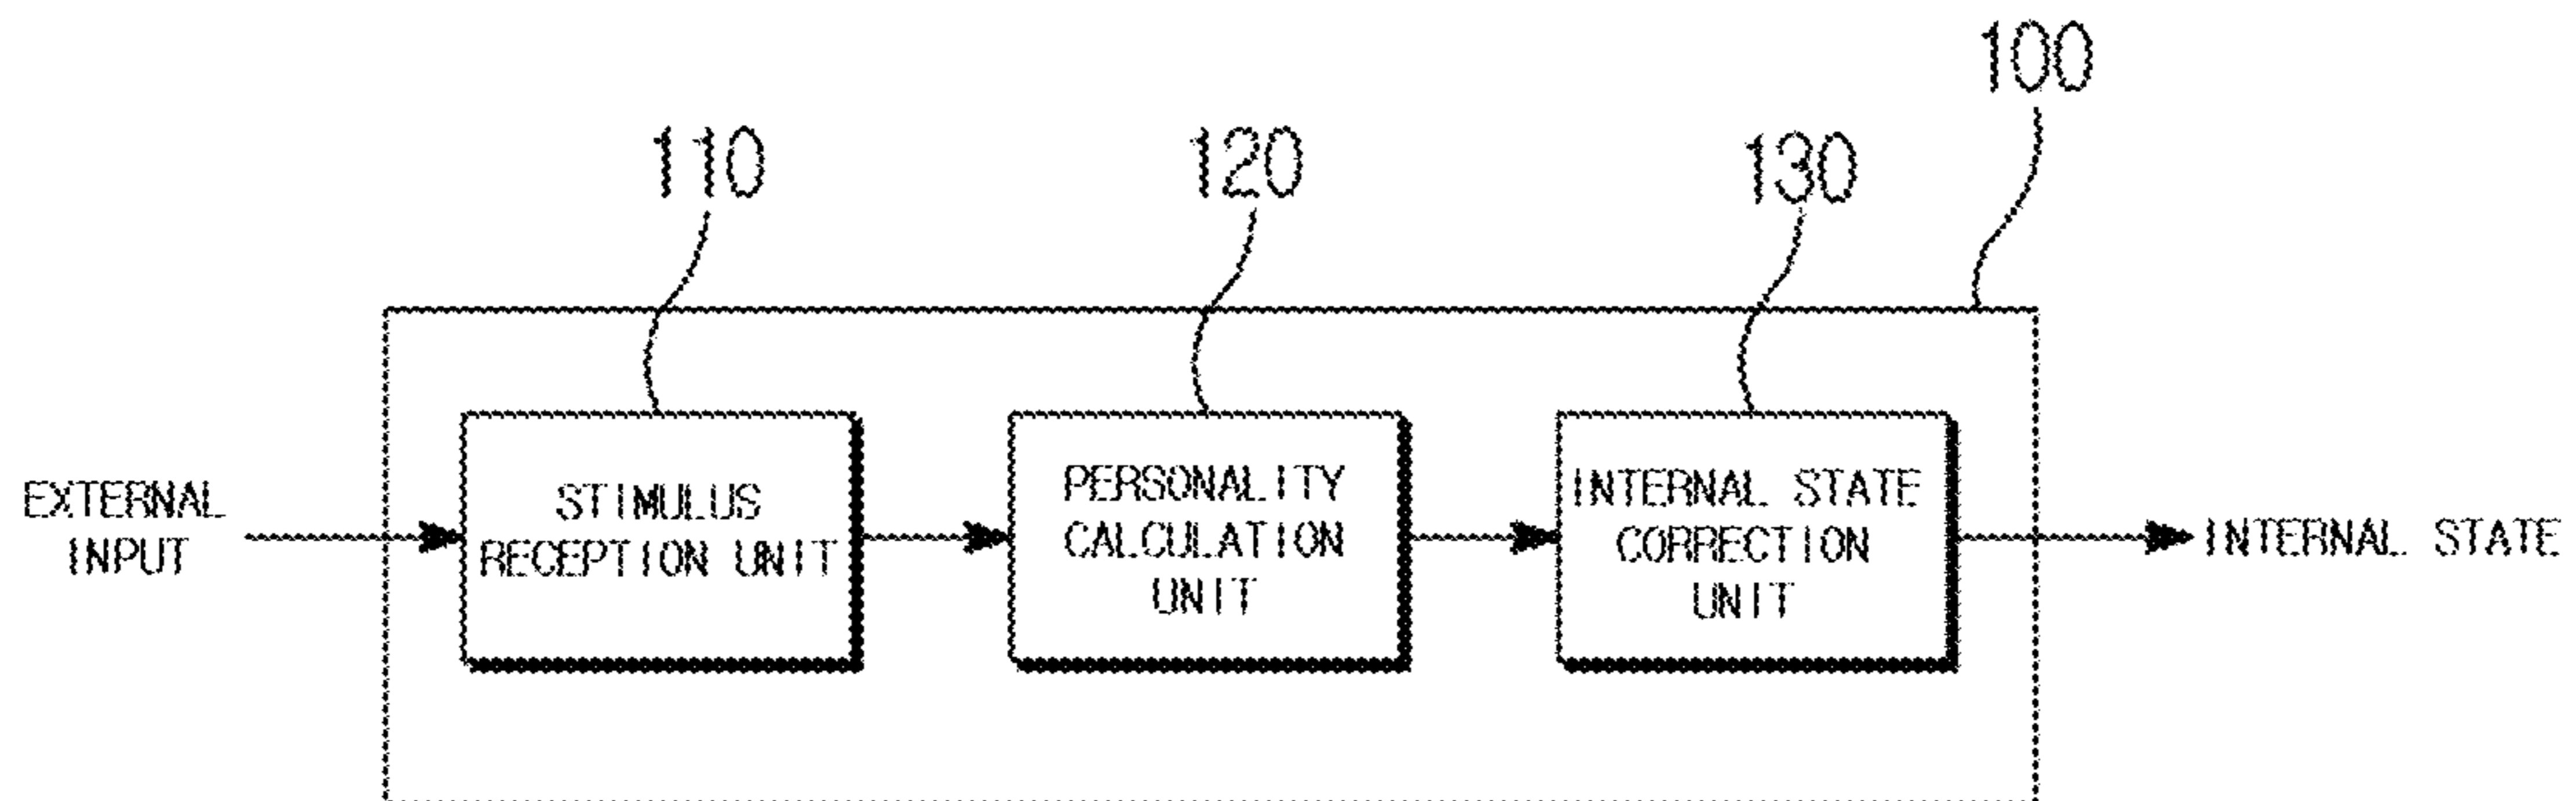 100
110
120
130
EXTERNAL
INPUT
STIMULUS
RECEPTION UNIT
PERSONALITY
CALCULATION
UNIT
INTERNAL STATE
CORRECTION
UNIT
INTERNAL STATE